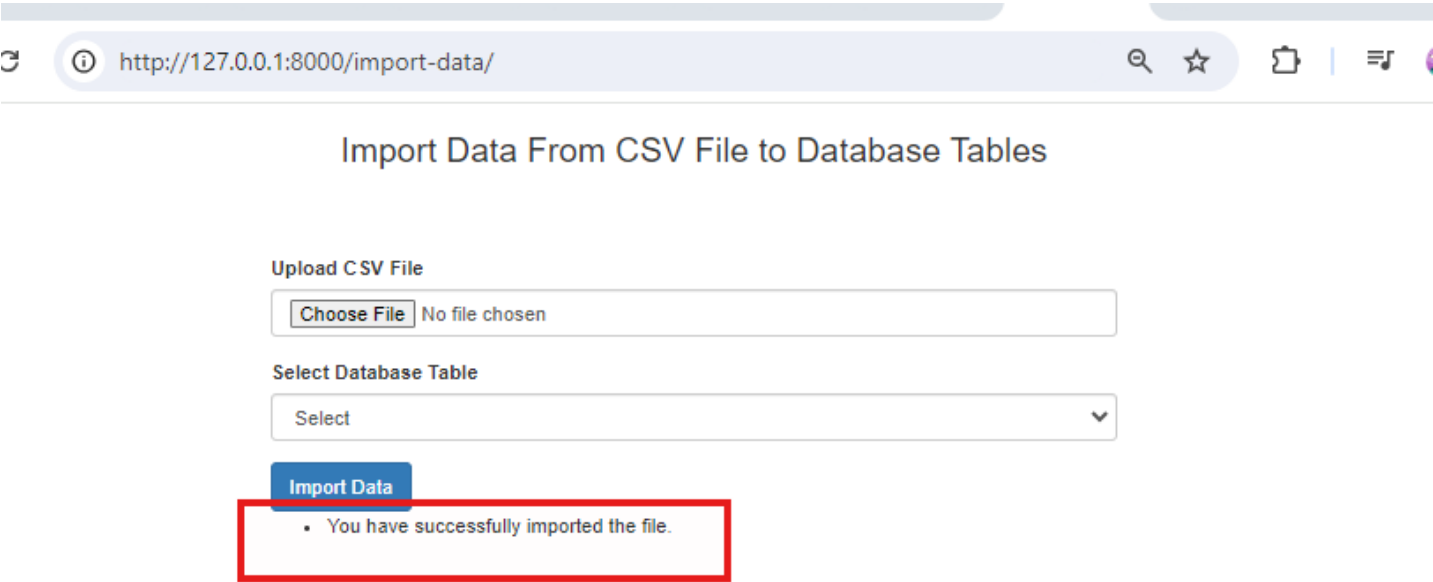 http://127.0.0.1:8000/import-data/
Import Data From CSV File to Database Tables
Upload CSV File
Choose File No file chosen
Select Database Table
Select
Import Data
• You have successfully imported the file.